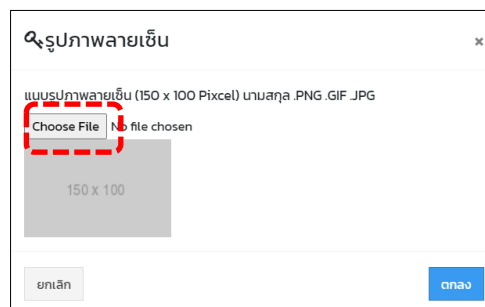 รูปภาพลายเซ็น
×
แนบรูปภาพลายเซ็น (150 x 100 Pixcel) นามสกุล .PNG .GIF .JPG
Choose File No file chosen
150 x 100
ยกเลิก
ตกลง